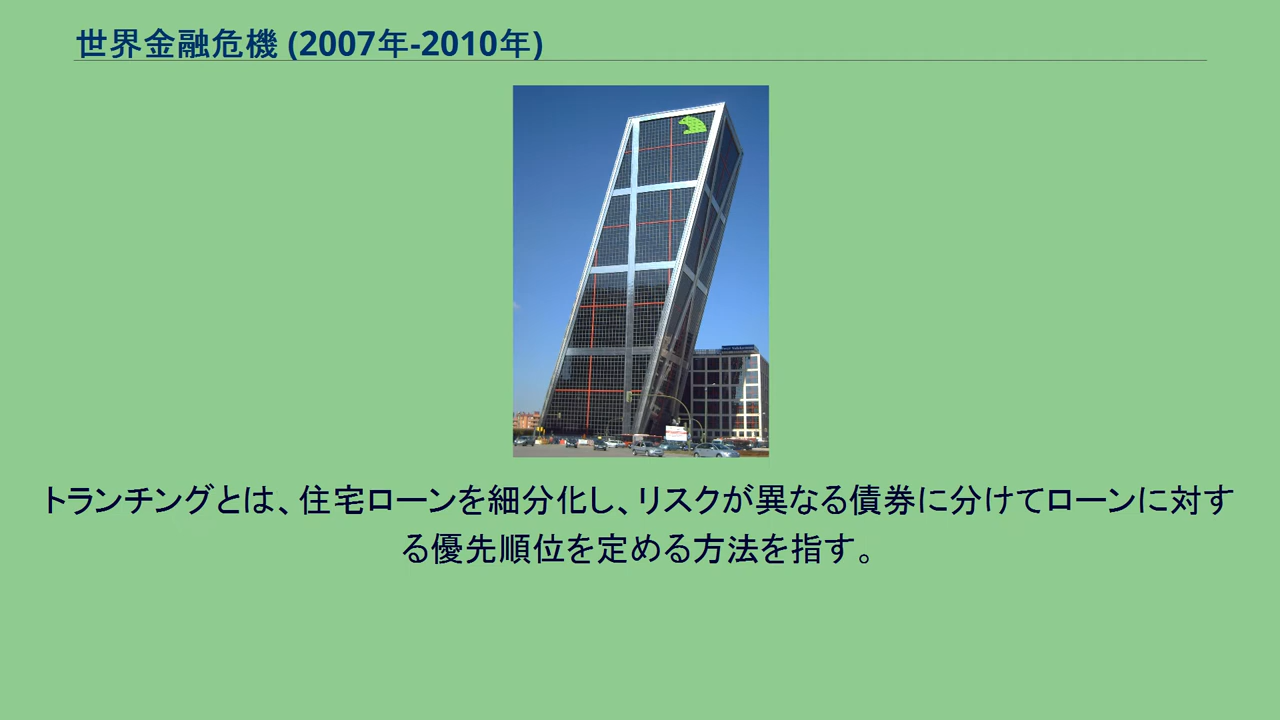 世界金融危機 (2007年-2010年)
トランチングとは、住宅ローンを細分化し、リスクが異なる債券に分けてローンに対す
る優先順位を定める方法を指す。